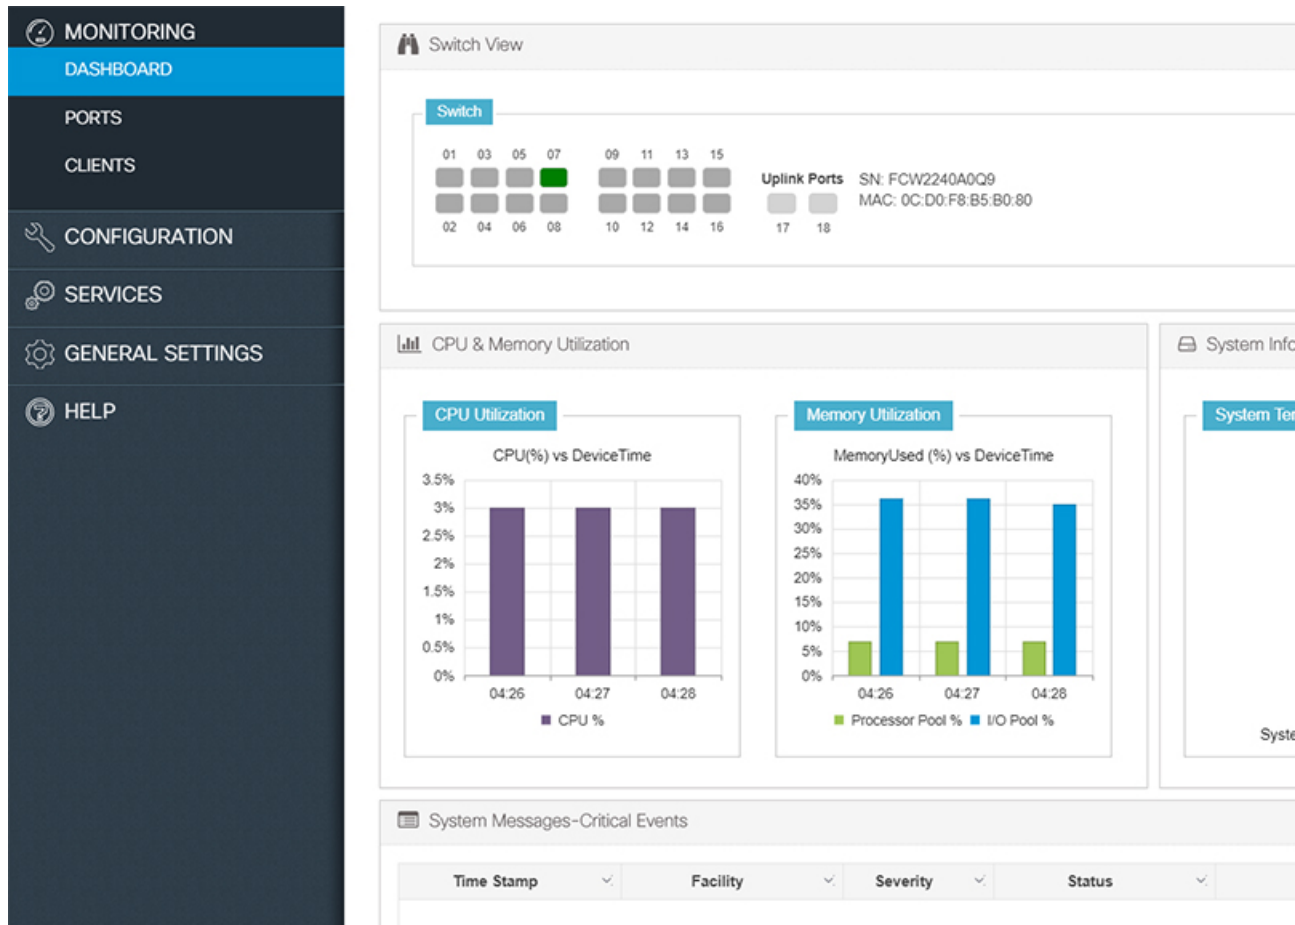 MONITORING
DASHBOARD
PORTS
CLIENTS
CONFIGURATION
SERVICES
GENERAL SETTINGS
HELP
Switch View
Switch
01 03 05 07 09 11 13 15
Uplink Ports SN: FCW2240A0Q9
MAC: 0C:D0:F8:B5:B0:80
02 04 06 08 10 12 14 16 17 18
CPU & Memory Utilization
CPU Utilization
CPU(%) vs DeviceTime
3.5%
3%
2.5%
2%
1.5%
1%
0.5%
0%
04:26 04:27 04:28
CPU %
Memory Utilization
MemoryUsed (%) vs DeviceTime
40%
35%
30%
25%
20%
15%
10%
5%
0%
04:26 04:27 04:28
Processor Pool % I/O Pool %
System Info
System Ter
Syste
System Messages-Critical Events
Time Stamp Facility Severity Status